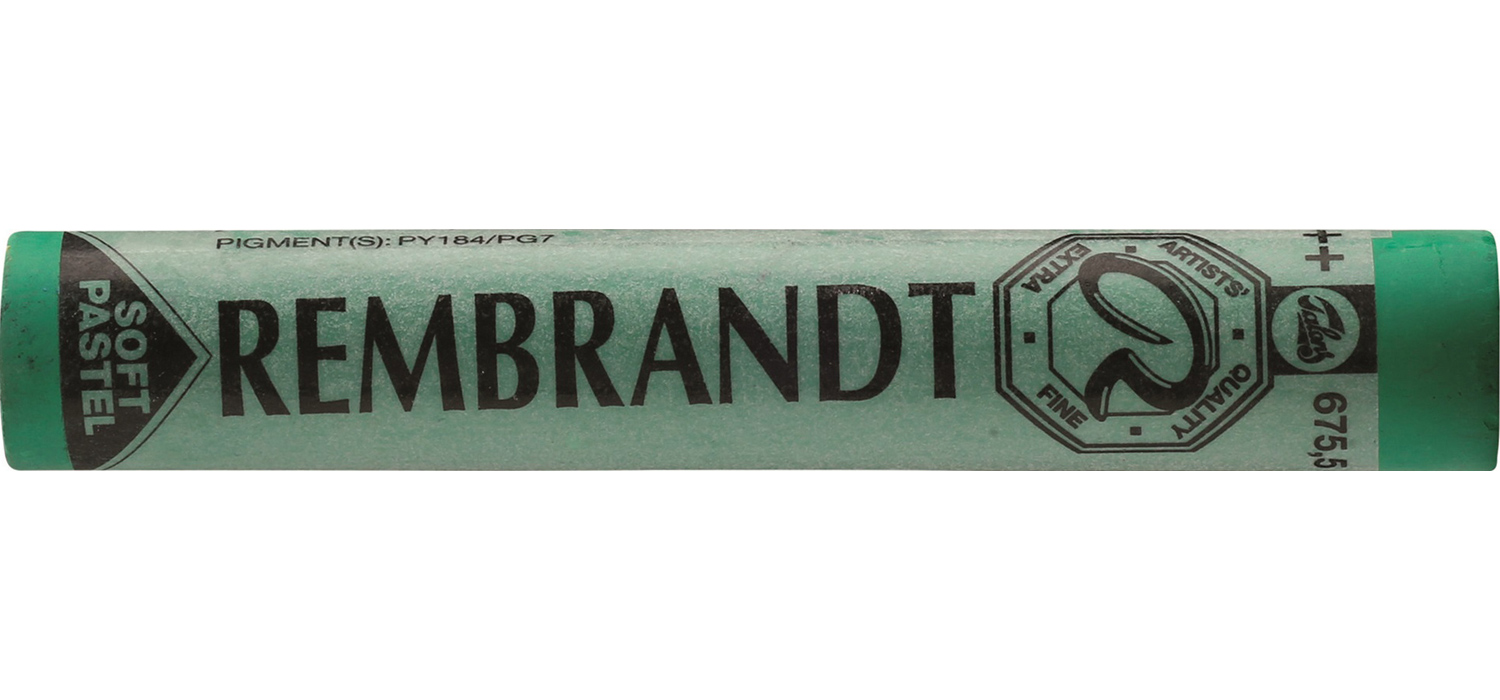 PIGMENT(S): PY184/PG7
SOFT
PASTEL
REMBRANDT
EXTRA
FINE
ARTISTS'
QUALITY
R
Talens
++
675,5